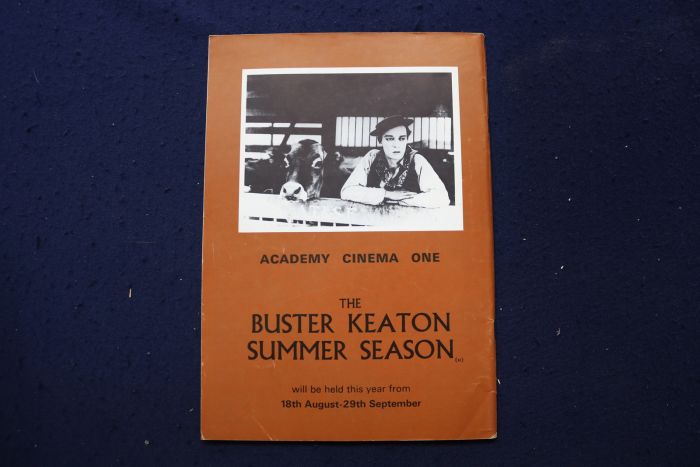 ACADEMY CINEMA ONE
THE
BUSTER KEATON
SUMMER SEASON (u)
will be held this year from
18th August-29th September